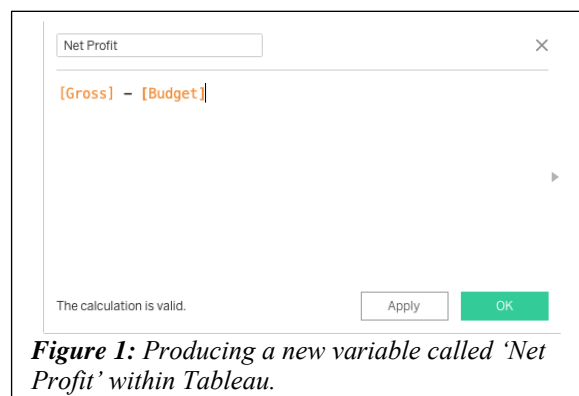 Net Profit
[Gross] – [Budget]
The calculation is valid.
Apply
OK
Figure 1: Producing a new variable called ‘Net
Profit’ within Tableau.